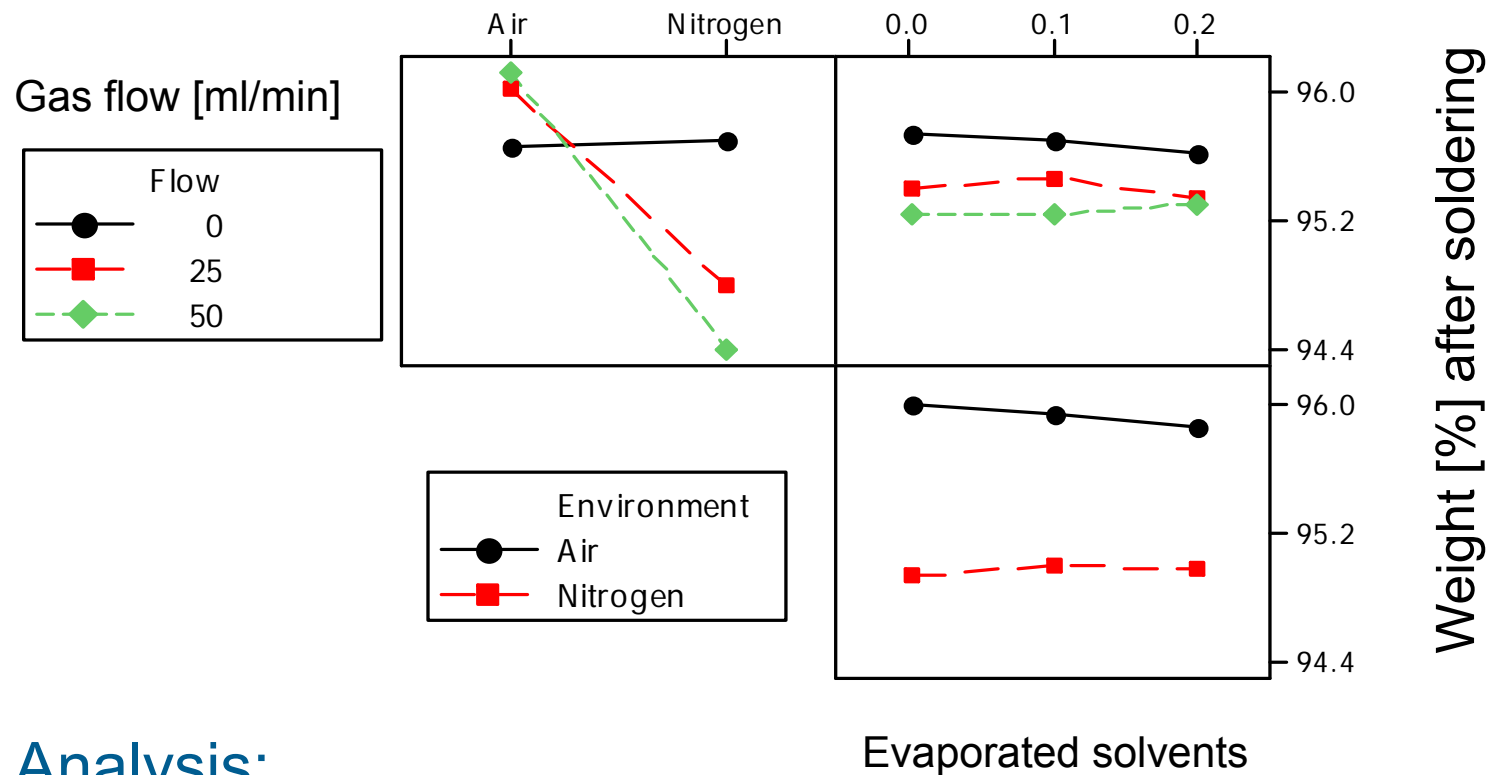 Air Nitrogen 0.0 0.1 0.2
Gas flow [ml/min]
Flow
0
25
50
96.0
95.2
94.4
Weight [%] after soldering
96.0
95.2
94.4
Environment
Air
Nitrogen
Evaporated solvents
Analysis: